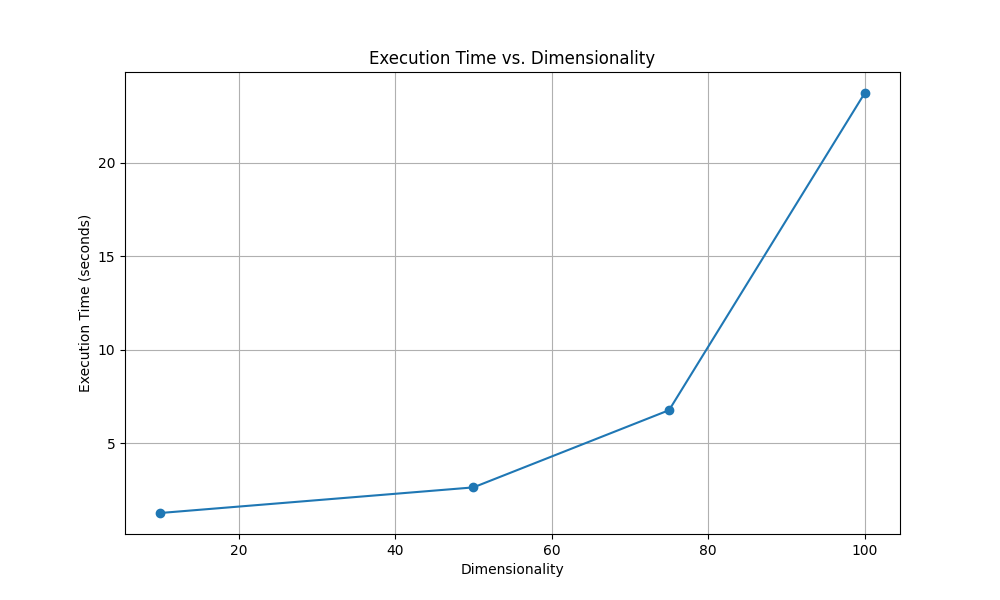 Execution Time vs. Dimensionality
Execution Time (seconds)
20
15
10
5
20 40 60 80 100
Dimensionality